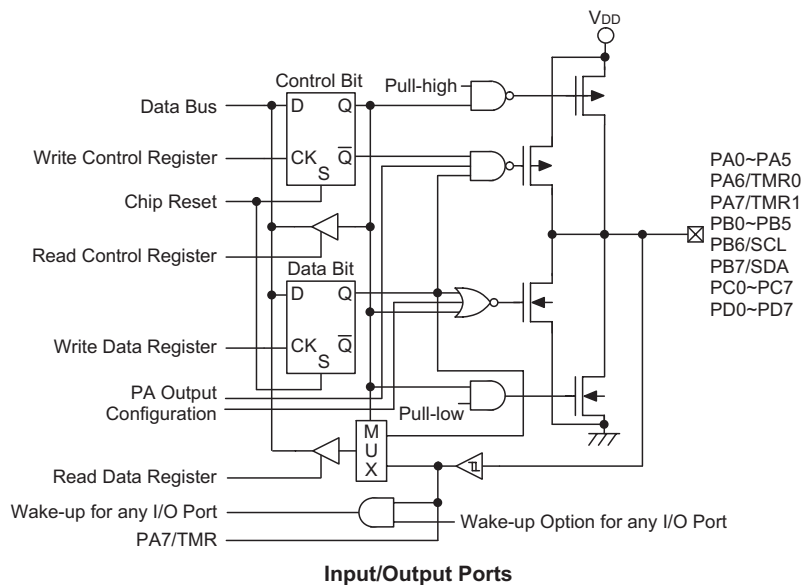 VDD
Control Bit
Pull-high
Data Bus
D
Q
Write Control Register
CK
Q
S
Chip Reset
Read Control Register
Data Bit
D
Q
Write Data Register
CK
Q
S
PA Output
Configuration
Pull-low
M
U
X
Read Data Register
Wake-up for any I/O Port
Wake-up Option for any I/O Port
PA7/TMR
PA0~PA5
PA6/TMR0
PA7/TMR1
PB0~PB5
PB6/SCL
PB7/SDA
PC0~PC7
PD0~PD7
Input/Output Ports